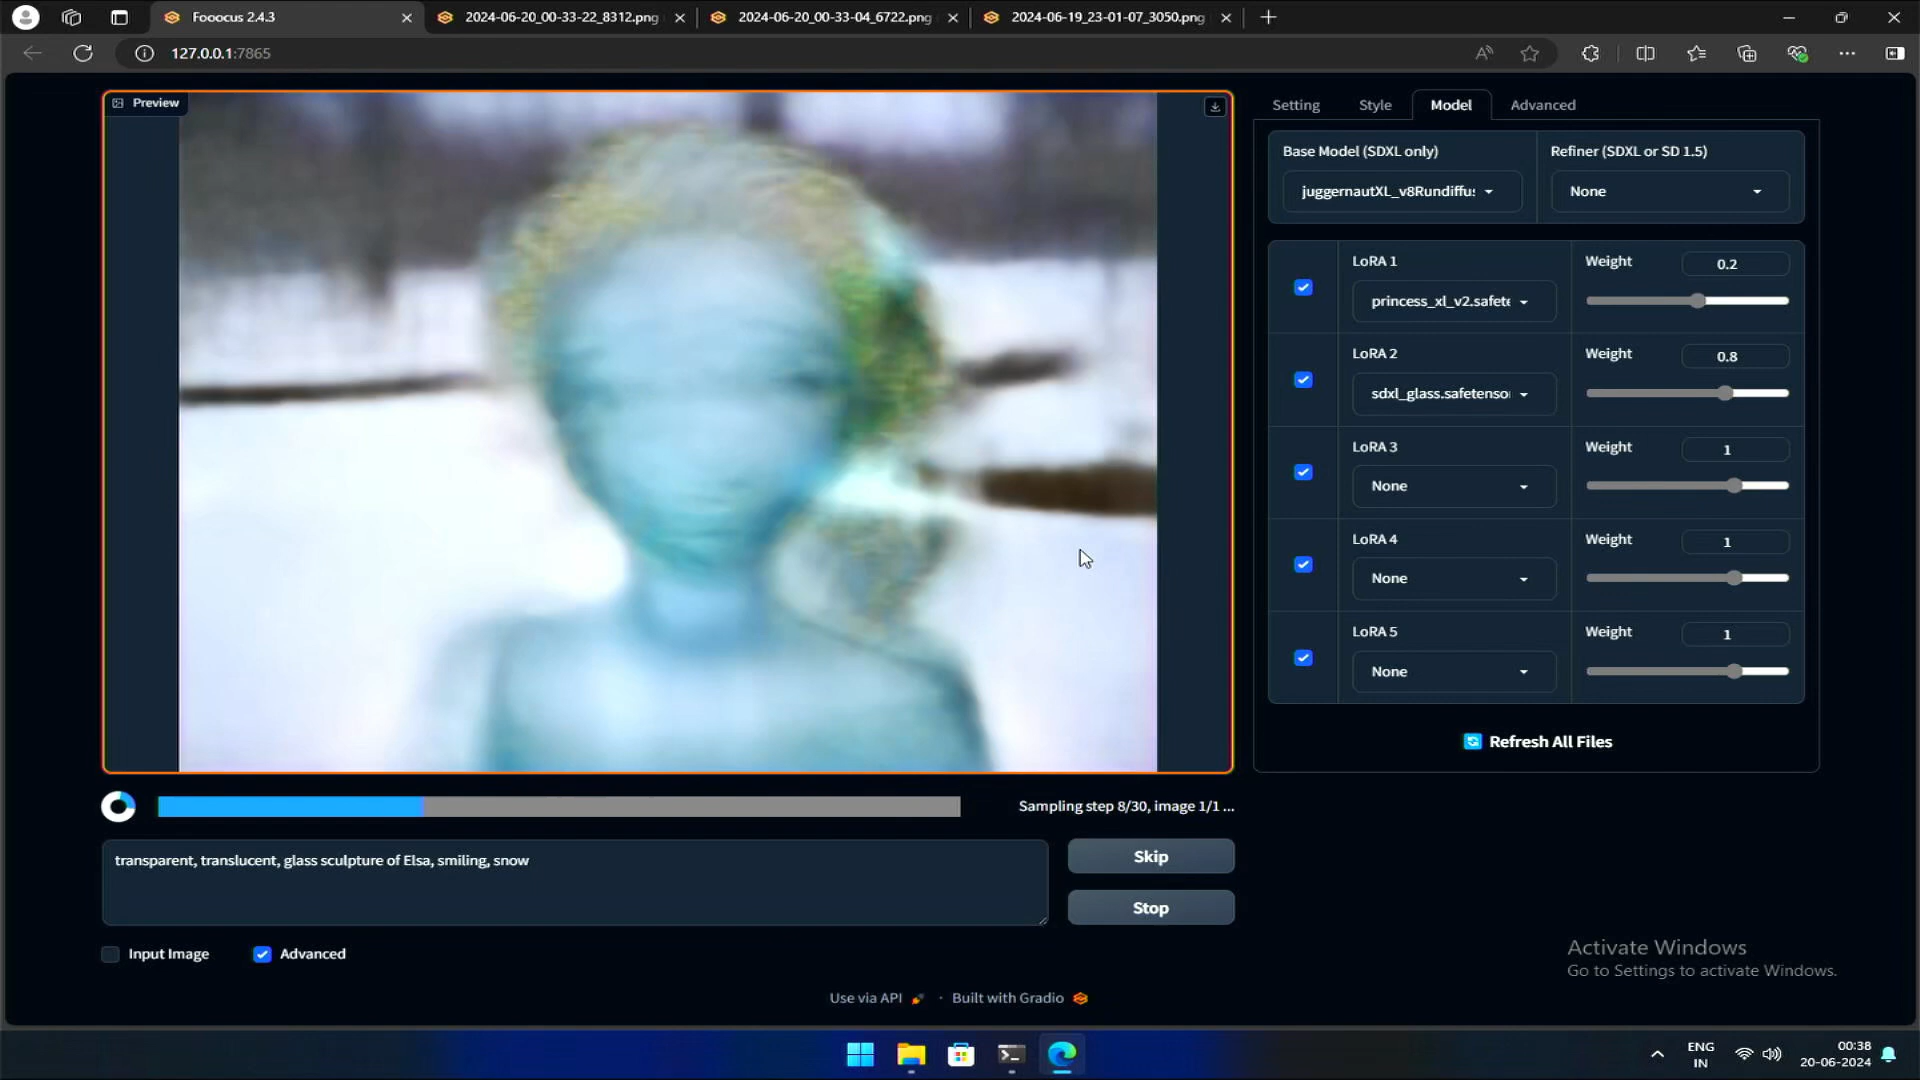 Fooocus 2.4.3
2024-06-20_00-33-22_8312.png
2024-06-20_00-33-04_6722.png
2024-06-19_23-01-07_3050.png
127.0.0.1:7865
Preview
Setting
Style
Model
Advanced
Base Model (SDXL only)
Refiner (SDXL or SD 1.5)
juggernautXL_v8Rundiffu
None
LoRA 1
Weight
0.2
princess_xl_v2.safete
LoRA 2
Weight
0.8
sdxl_glass.safetenso
LoRA 3
Weight
1
None
LoRA 4
Weight
1
None
LoRA 5
Weight
1
None
Refresh All Files
Sampling step 8/30, image 1/1 ...
transparent, translucent, glass sculpture of Elsa, smiling, snow
Skip
Stop
Input Image
Advanced
Activate Windows
Go to Settings to activate Windows.
Use via API · Built with Gradio
ENG
IN
00:38
20-06-2024